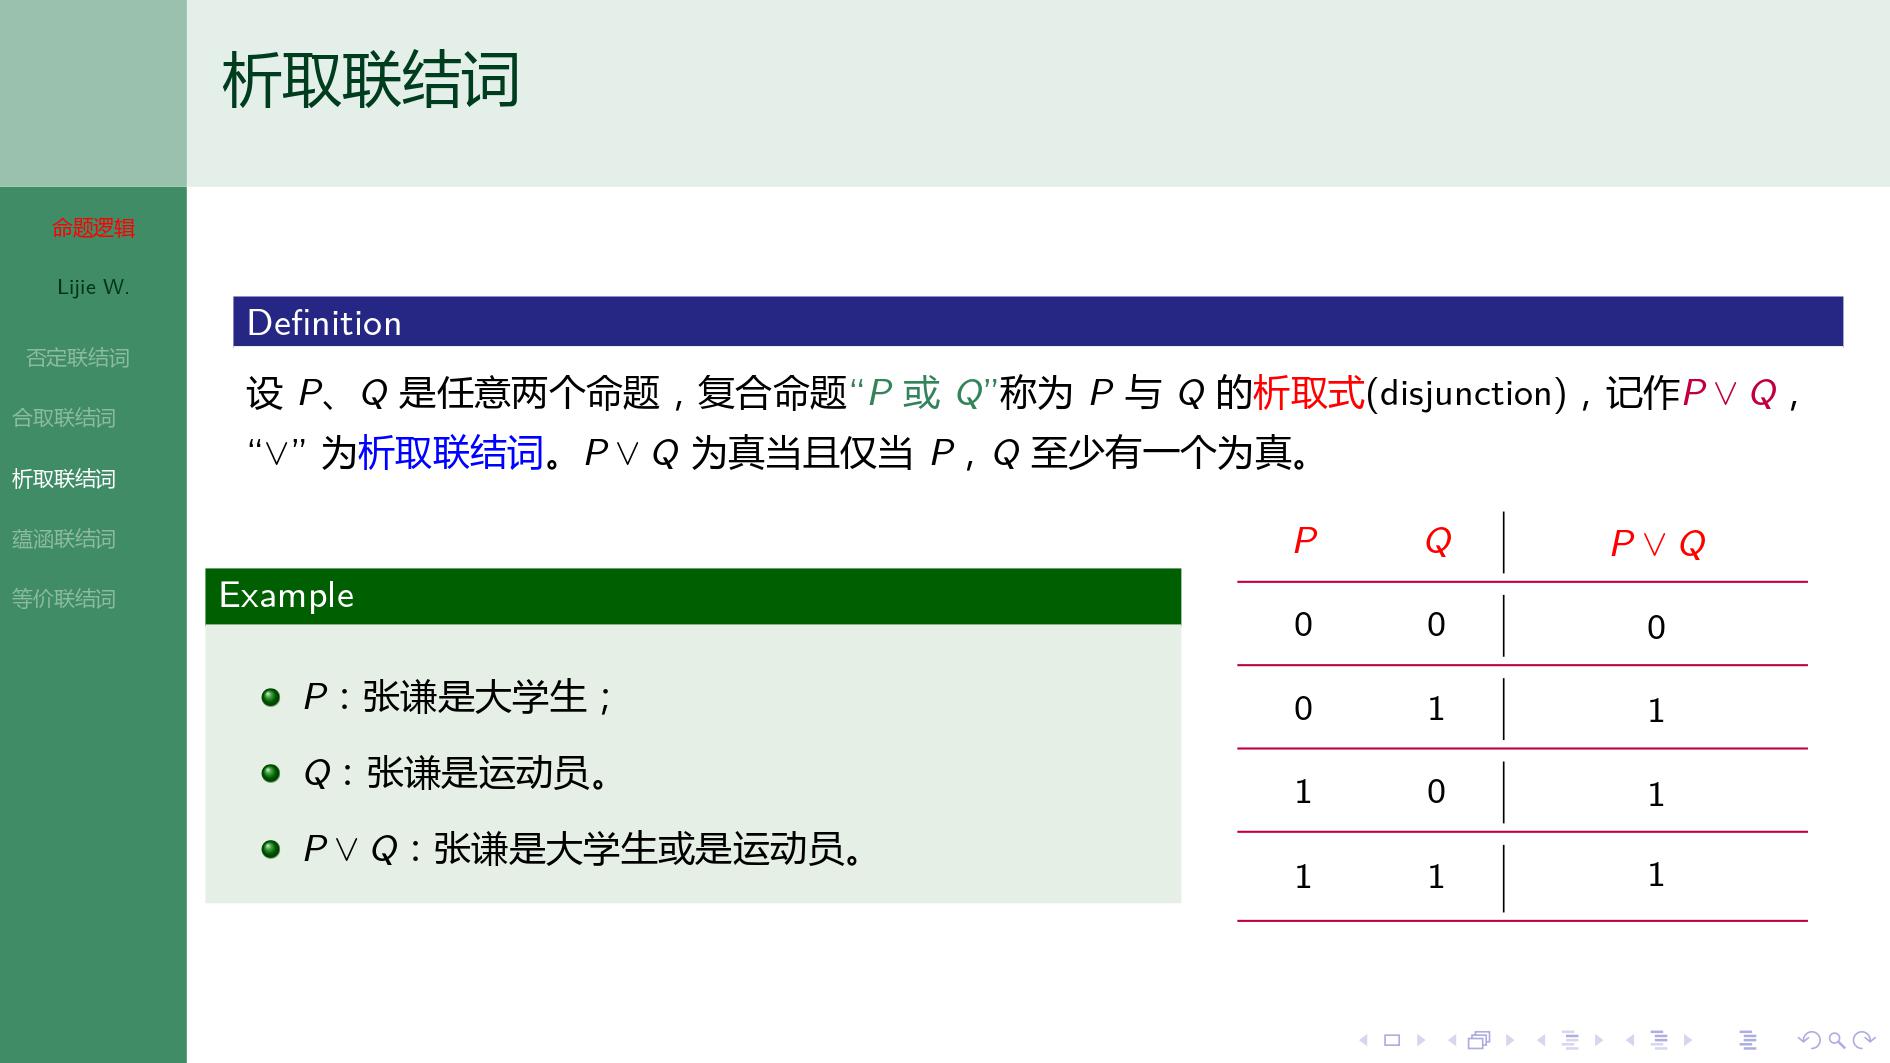 析取联结词
命题逻辑
Lijie W.
否定联结词
合取联结词
析取联结词
蕴涵联结词
等价联结词
Definition
设 P、Q 是任意两个命题，复合命题“P 或 Q”称为 P 与 Q 的析取式(disjunction)，记作P ∨ Q，
“∨” 为析取联结词。P ∨ Q 为真当且仅当 P，Q 至少有一个为真。
Example
P：张谦是大学生；
Q：张谦是运动员。
P ∨ Q：张谦是大学生或是运动员。
P Q P ∨ Q
0 0 0
0 1 1
1 0 1
1 1 1